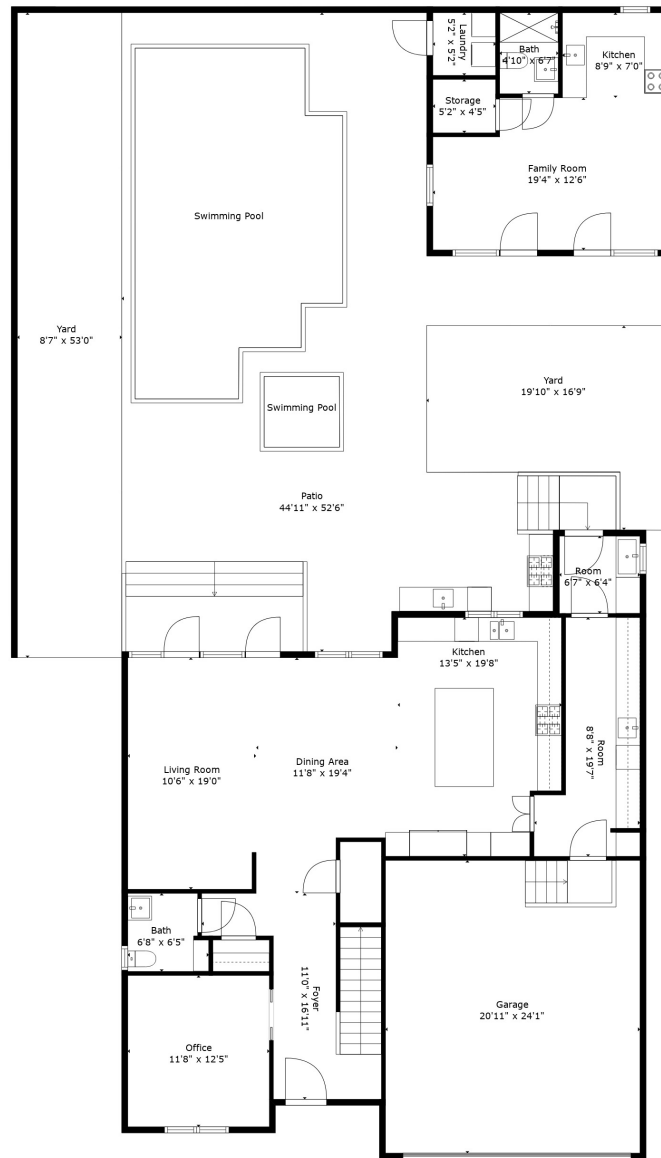 Laundry
5'2" x 5'2"
Bath
4'10" x 6'7"
Kitchen
8'9" x 7'0"
Storage
5'2" x 4'5"
Family Room
19'4" x 12'6"
Swimming Pool
Yard
8'7" x 53'0"
Yard
19'10" x 16'9"
Swimming Pool
Patio
44'11" x 52'6"
Room
6'7" x 6'4"
Kitchen
13'5" x 19'8"
Room
8'8" x 19'7"
Living Room
10'6" x 19'0"
Dining Area
11'8" x 19'4"
Bath
6'8" x 6'5"
Foyer
11'0" x 16'11"
Garage
20'11" x 24'1"
Office
11'8" x 12'5"